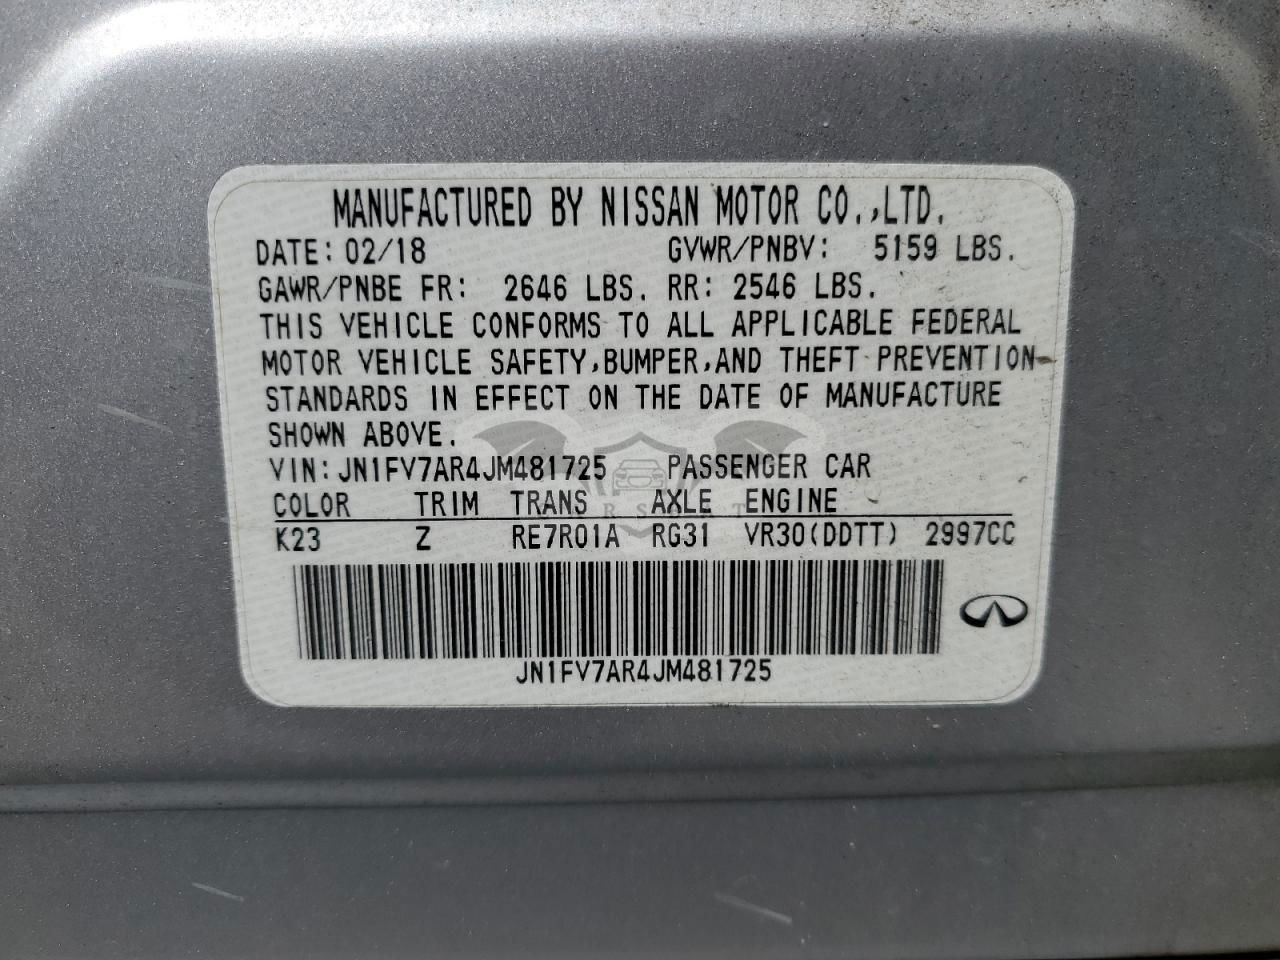 MANUFACTURED BY NISSAN MOTOR CO.,LTD.
DATE: 02/18 GVWR/PNBV: 5159 LBS.
GAWR/PNBE FR: 2646 LBS. RR: 2546 LBS.
THIS VEHICLE CONFORMS TO ALL APPLICABLE FEDERAL
MOTOR VEHICLE SAFETY,BUMPER,AND THEFT PREVENTION
STANDARDS IN EFFECT ON THE DATE OF MANUFACTURE
SHOWN ABOVE.
VIN:JN1FV7AR4JM481725 PASSENGER CAR
COLOR TRIM TRANS AXLE ENGINE
K23 Z RE7R01A RG31 VR30(DDTT) 2997CC
JN1FV7AR4JM481725